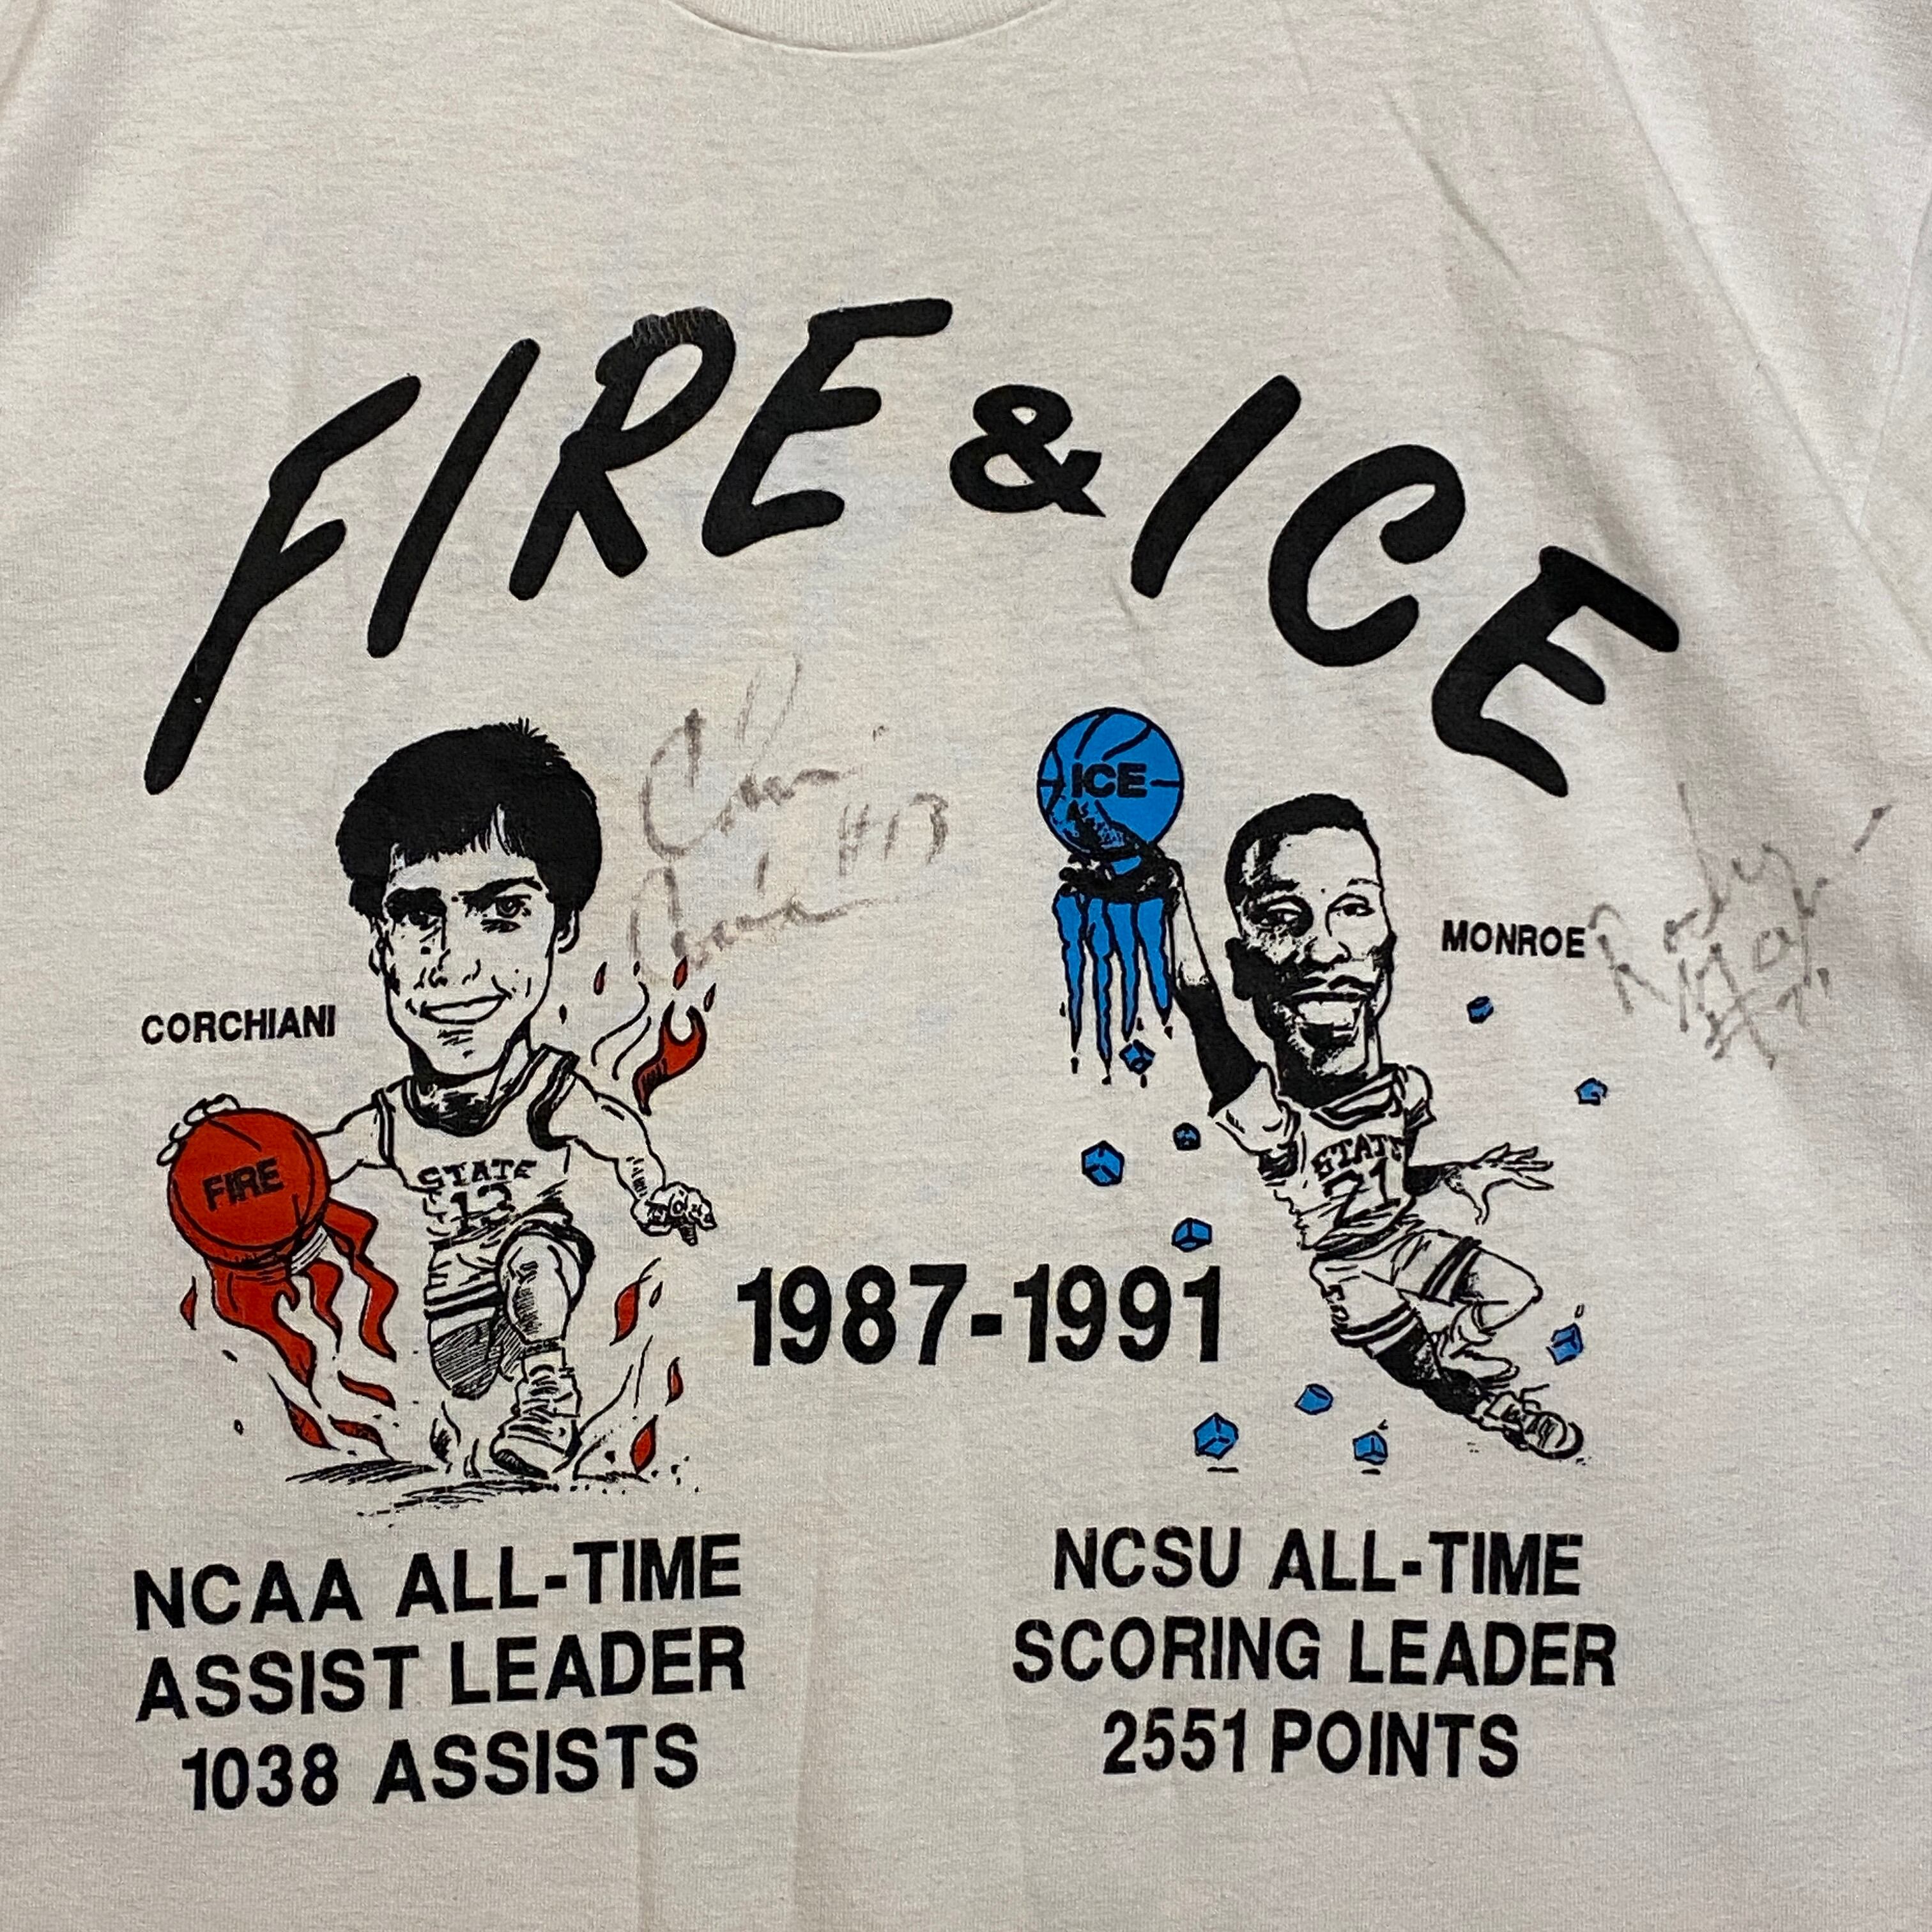 FIRE & ICE
ICE
#13
MONROE
CORCHIANI
FIRE
STATE
13
STATE
21
1987-1991
NCAA ALL-TIME
ASSIST LEADER
1038 ASSISTS
NCSU ALL-TIME
SCORING LEADER
2551 POINTS